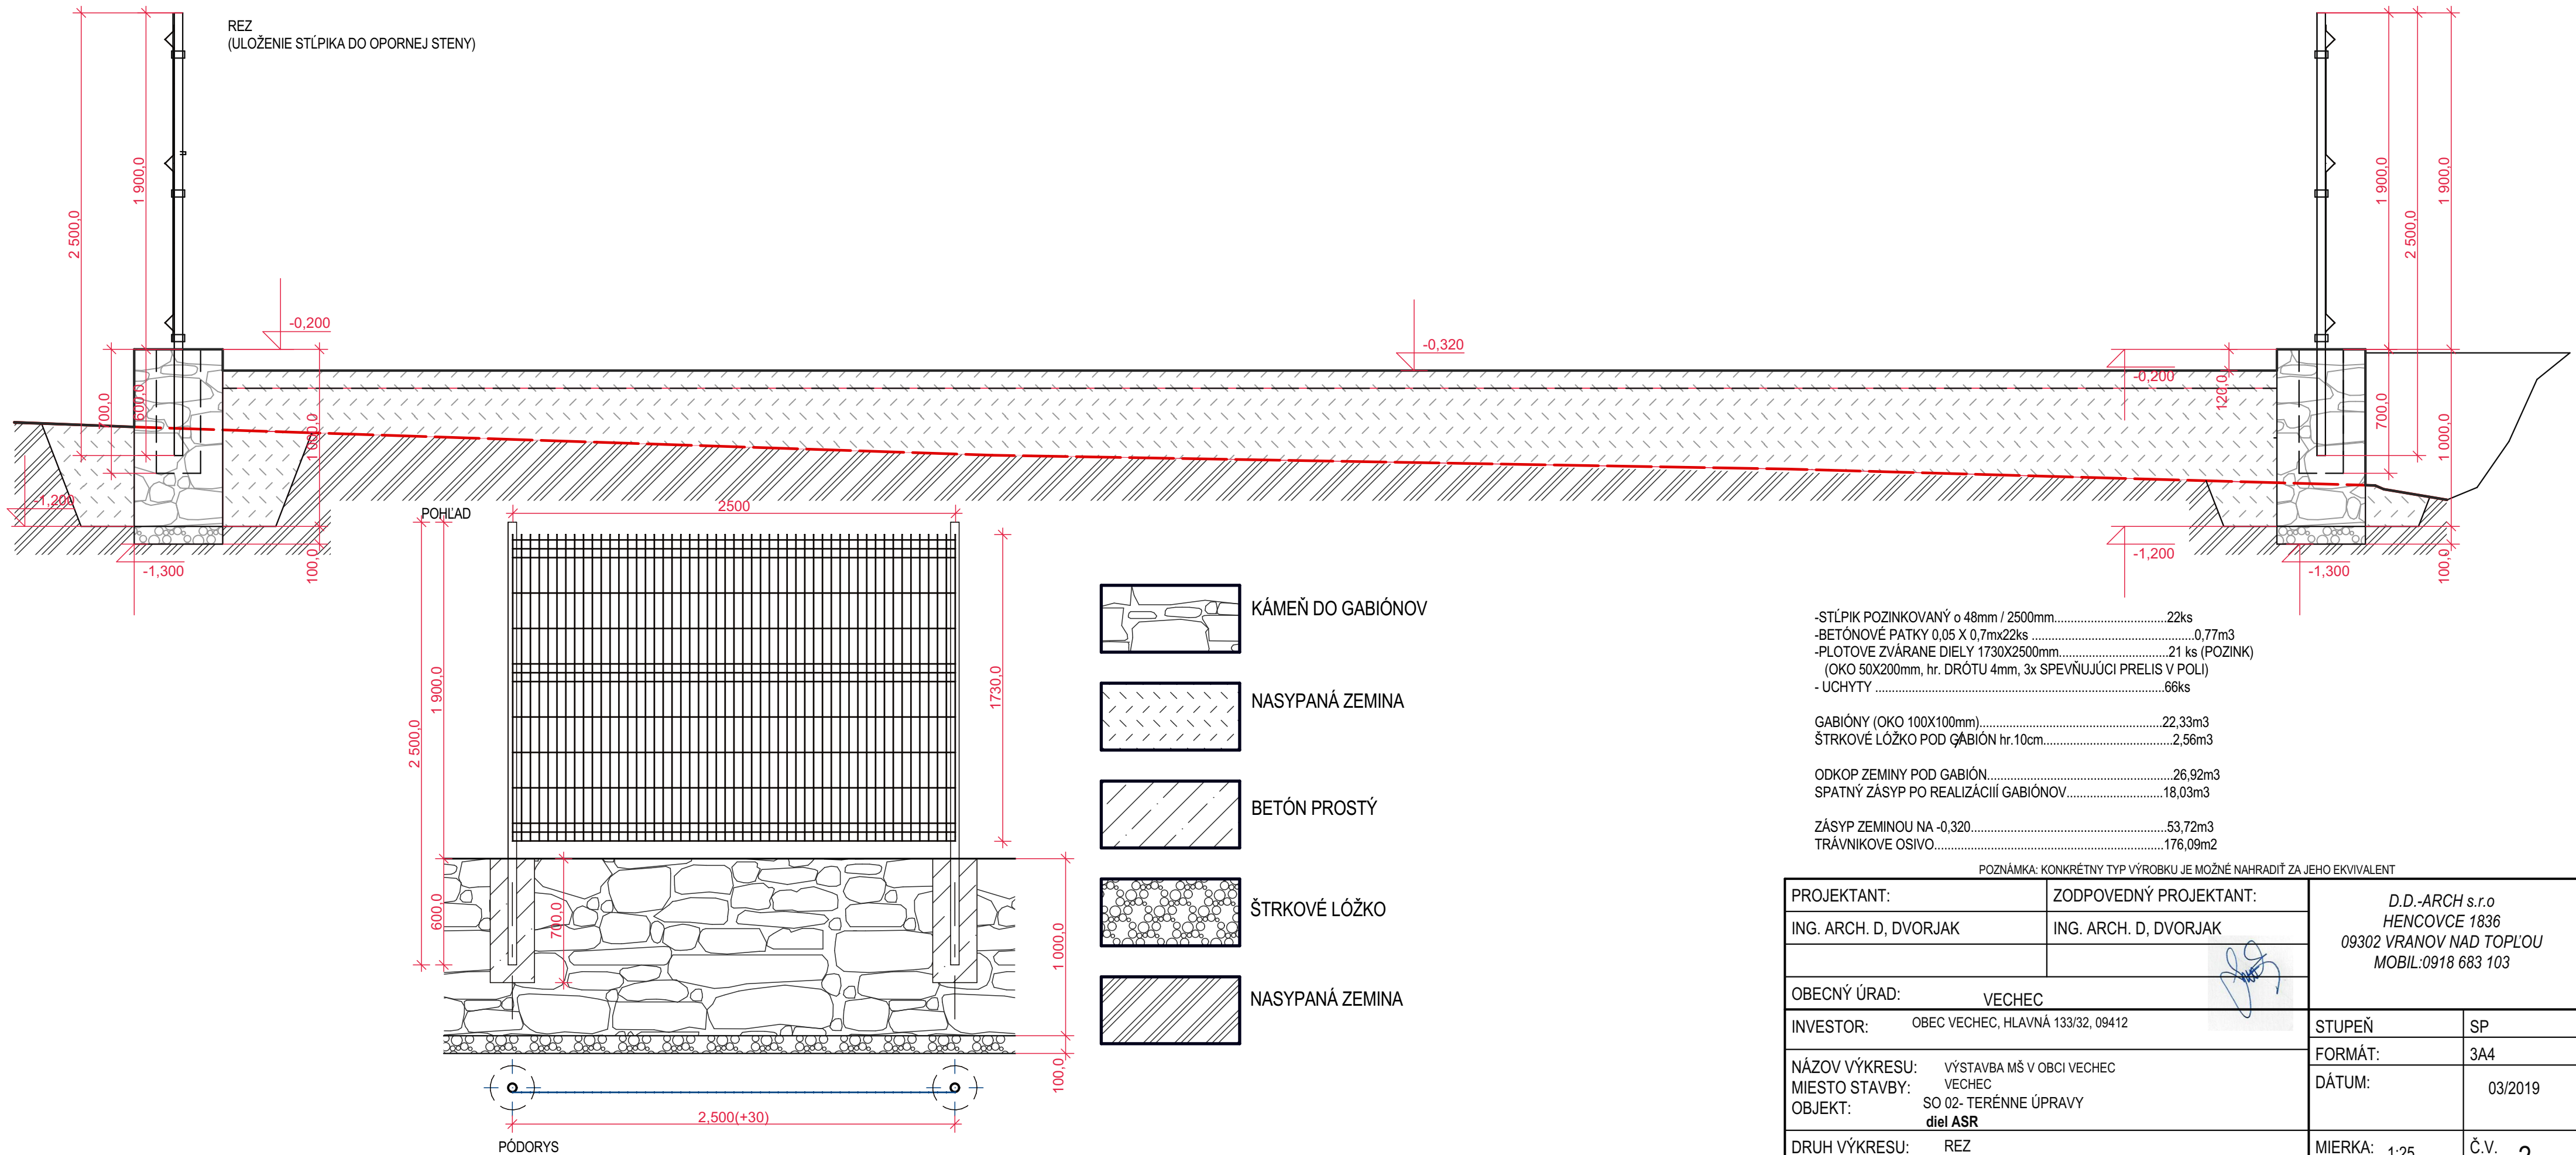 REZ
(ULOŽENIE STĹPIKA DO OPORNEJ STENY)
2 500,0
1 900,0
-0,200
700,0
600,0
1 000,0
-1,200
-1,300
100,0
-0,320
-0,200
120,0
1 900,0
2 500,0
1 900,0
700,0
1 000,0
-1,200
-1,300
100,0
POHĽAD
2500
1 900,0
2 500,0
1730,0
600,0
700,0
1 000,0
100,0
2,500(+30)
PÓDORYS
KÁMEŇ DO GABIÓNOV
NASYPANÁ ZEMINA
BETÓN PROSTÝ
ŠTRKOVÉ LÓŽKO
NASYPANÁ ZEMINA
-STĹPIK POZINKOVANÝ o 48mm / 2500mm..................................22ks
-BETÓNOVÉ PATKY 0,05 X 0,7mx22ks .................................................0,77m3
-PLOTOVE ZVÁRANE DIELY 1730X2500mm.................................21 ks (POZINK)
(OKO 50X200mm, hr. DRÓTU 4mm, 3x SPEVŇUJÚCI PRELIS V POLI)
- UCHYTY .......................................................................................66ks
GABIÓNY (OKO 100X100mm).......................................................22,33m3
ŠTRKOVÉ LÓŽKO POD GABIÓN hr.10cm.......................................2,56m3
ODKOP ZEMINY POD GABIÓN........................................................26,92m3
SPATNÝ ZÁSYP PO REALIZÁCIÍÍ GABIÓNOV.............................18,03m3
ZÁSYP ZEMINOU NA -0,320...........................................................53,72m3
TRÁVNIKOVE OSIVO.....................................................................176,09m2
POZNÁMKA: KONKRÉTNY TYP VÝROBKU JE MOŽNÉ NAHRADIŤ ZA JEHO EKVIVALENT
PROJEKTANT:
ZODPOVEDNÝ PROJEKTANT:
ING. ARCH. D, DVORJAK
ING. ARCH. D, DVORJAK
D.D.-ARCH s.r.o
HENCOVCE 1836
09302 VRANOV NAD TOPĽOU
MOBIL:0918 683 103
OBECNÝ ÚRAD: VECHEC
INVESTOR: OBEC VECHEC, HLAVNÁ 133/32, 09412
STUPEŇ SP
FORMÁT: 3A4
DÁTUM: 03/2019
NÁZOV VÝKRESU: VÝSTAVBA MŠ V OBCI VECHEC
MIESTO STAVBY: VECHEC
OBJEKT: SO 02- TERÉNNE ÚPRAVY
diel ASR
DRUH VÝKRESU: REZ
MIERKA: 1:25
Č.V.